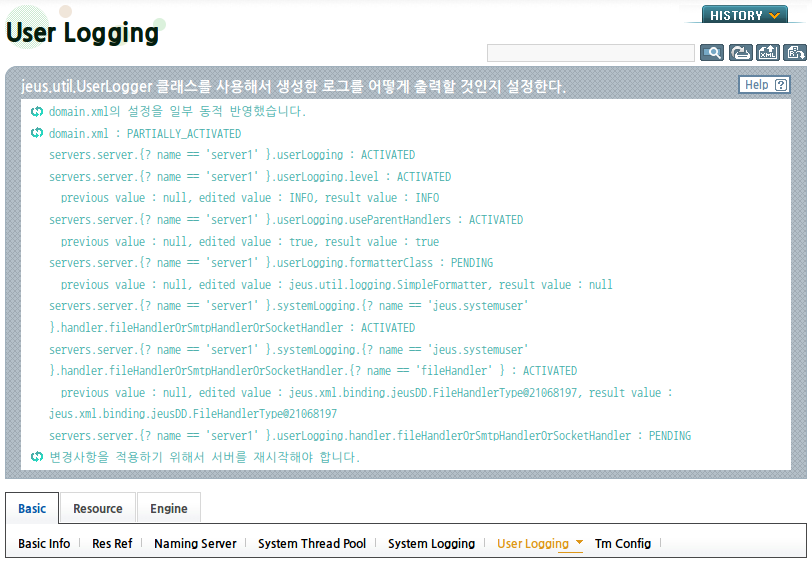 HISTORY
User Logging
XML
jeus.util.UserLogger 클래스를 사용해서 생성한 로그를 어떻게 출력할 것인지 설정한다.
Help
domain.xml의 설정을 일부 동적 반영했습니다.
domain.xml : PARTIALLY_ACTIVATED
servers.server.{? name == 'server1' }.userLogging : ACTIVATED
servers.server.{? name == 'server1' }.userLogging.level : ACTIVATED
previous value : null, edited value : INFO, result value : INFO
servers.server.{? name == 'server1' }.userLogging.useParentHandlers : ACTIVATED
previous value : null, edited value : true, result value : true
servers.server.{? name == 'server1' }.userLogging.formatterClass : PENDING
previous value : null, edited value : jeus.util.logging.SimpleFormatter, result value : null
servers.server.{? name == 'server1' }.systemLogging.{? name == 'jeus.systemuser'
}.handler.fileHandlerOrSmtpHandlerOrSocketHandler : ACTIVATED
servers.server.{? name == 'server1' }.systemLogging.{? name == 'jeus.systemuser'
}.handler.fileHandlerOrSmtpHandlerOrSocketHandler.{? name == 'fileHandler' } : ACTIVATED
previous value : null, edited value : jeus.xml.binding.jeusDD.FileHandlerType@21068197, result value :
jeus.xml.binding.jeusDD.FileHandlerType@21068197
servers.server.{? name == 'server1' }.userLogging.handler.fileHandlerOrSmtpHandlerOrSocketHandler : PENDING
변경사항을 적용하기 위해서 서버를 재시작해야 합니다.
Basic Resource Engine
Basic Info Res Ref Naming Server System Thread Pool System Logging User Logging Tm Config